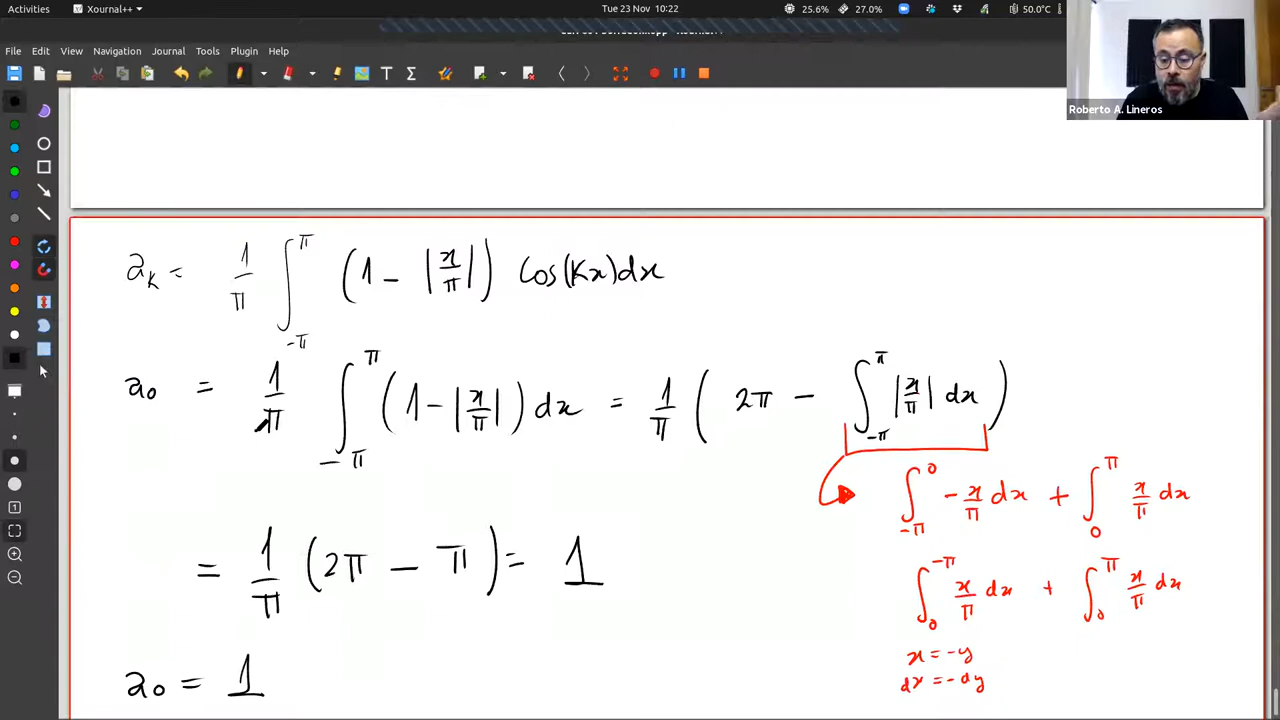 Activities Xournal++ Tue 23 Nov 10:22 25.6% 27.0% 50.0°C
File Edit View Navigation Journal Tools Plugin Help
Roberto A. Lineros
a_K = 1/π ∫_{-π}^{π} (1 - |x/π|) cos(Kx)dx
a_0 = 1/π ∫_{-π}^{π} (1 - |x/π|) dx = 1/π ( 2π - ∫_{-π}^{π} |x/π| dx )
∫_{-π}^{0} -x/π dx + ∫_{0}^{π} x/π dx
= 1/π (2π - π) = 1
∫_{0}^{-π} x/π dx + ∫_{0}^{π} x/π dx
x = -y
dx = -dy
a_0 = 1